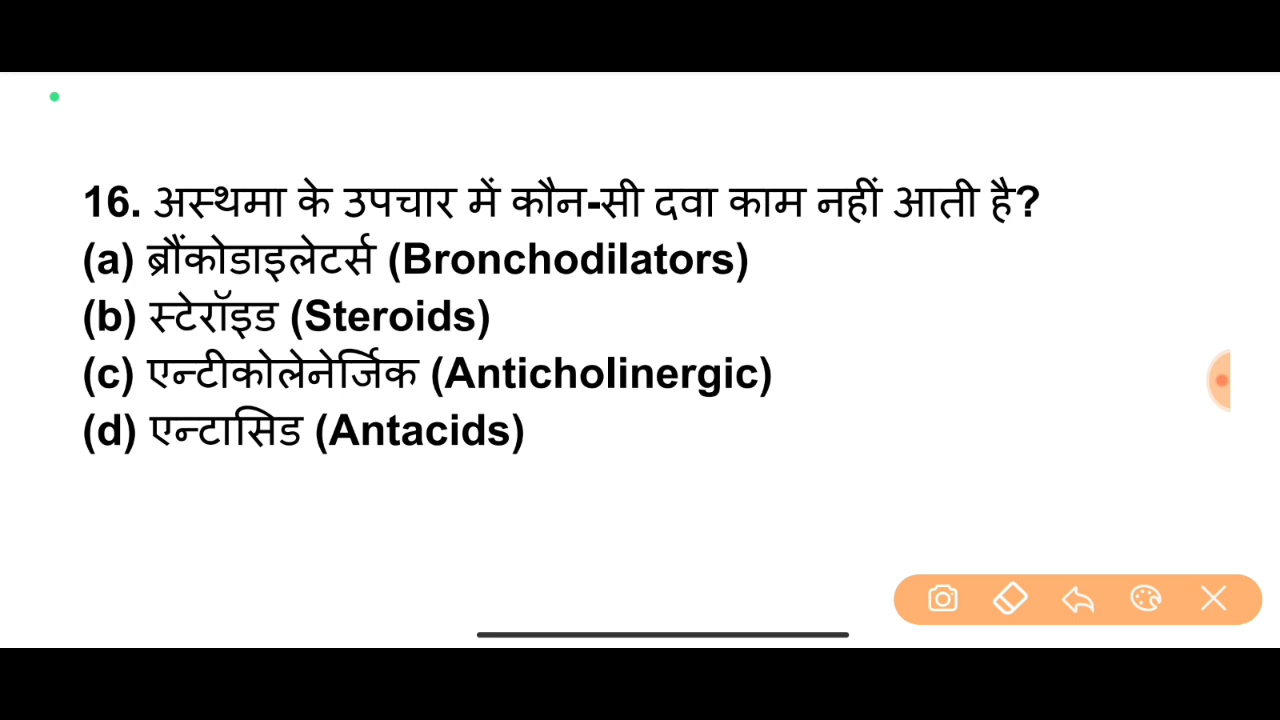 16. अस्थमा के उपचार में कौन-सी दवा काम नहीं आती है?
(a) ब्रौंकोडाइलेटर्स (Bronchodilators)
(b) स्टेरॉइड (Steroids)
(c) एन्टीकोलेनेर्जिक (Anticholinergic)
(d) एन्टासिड (Antacids)